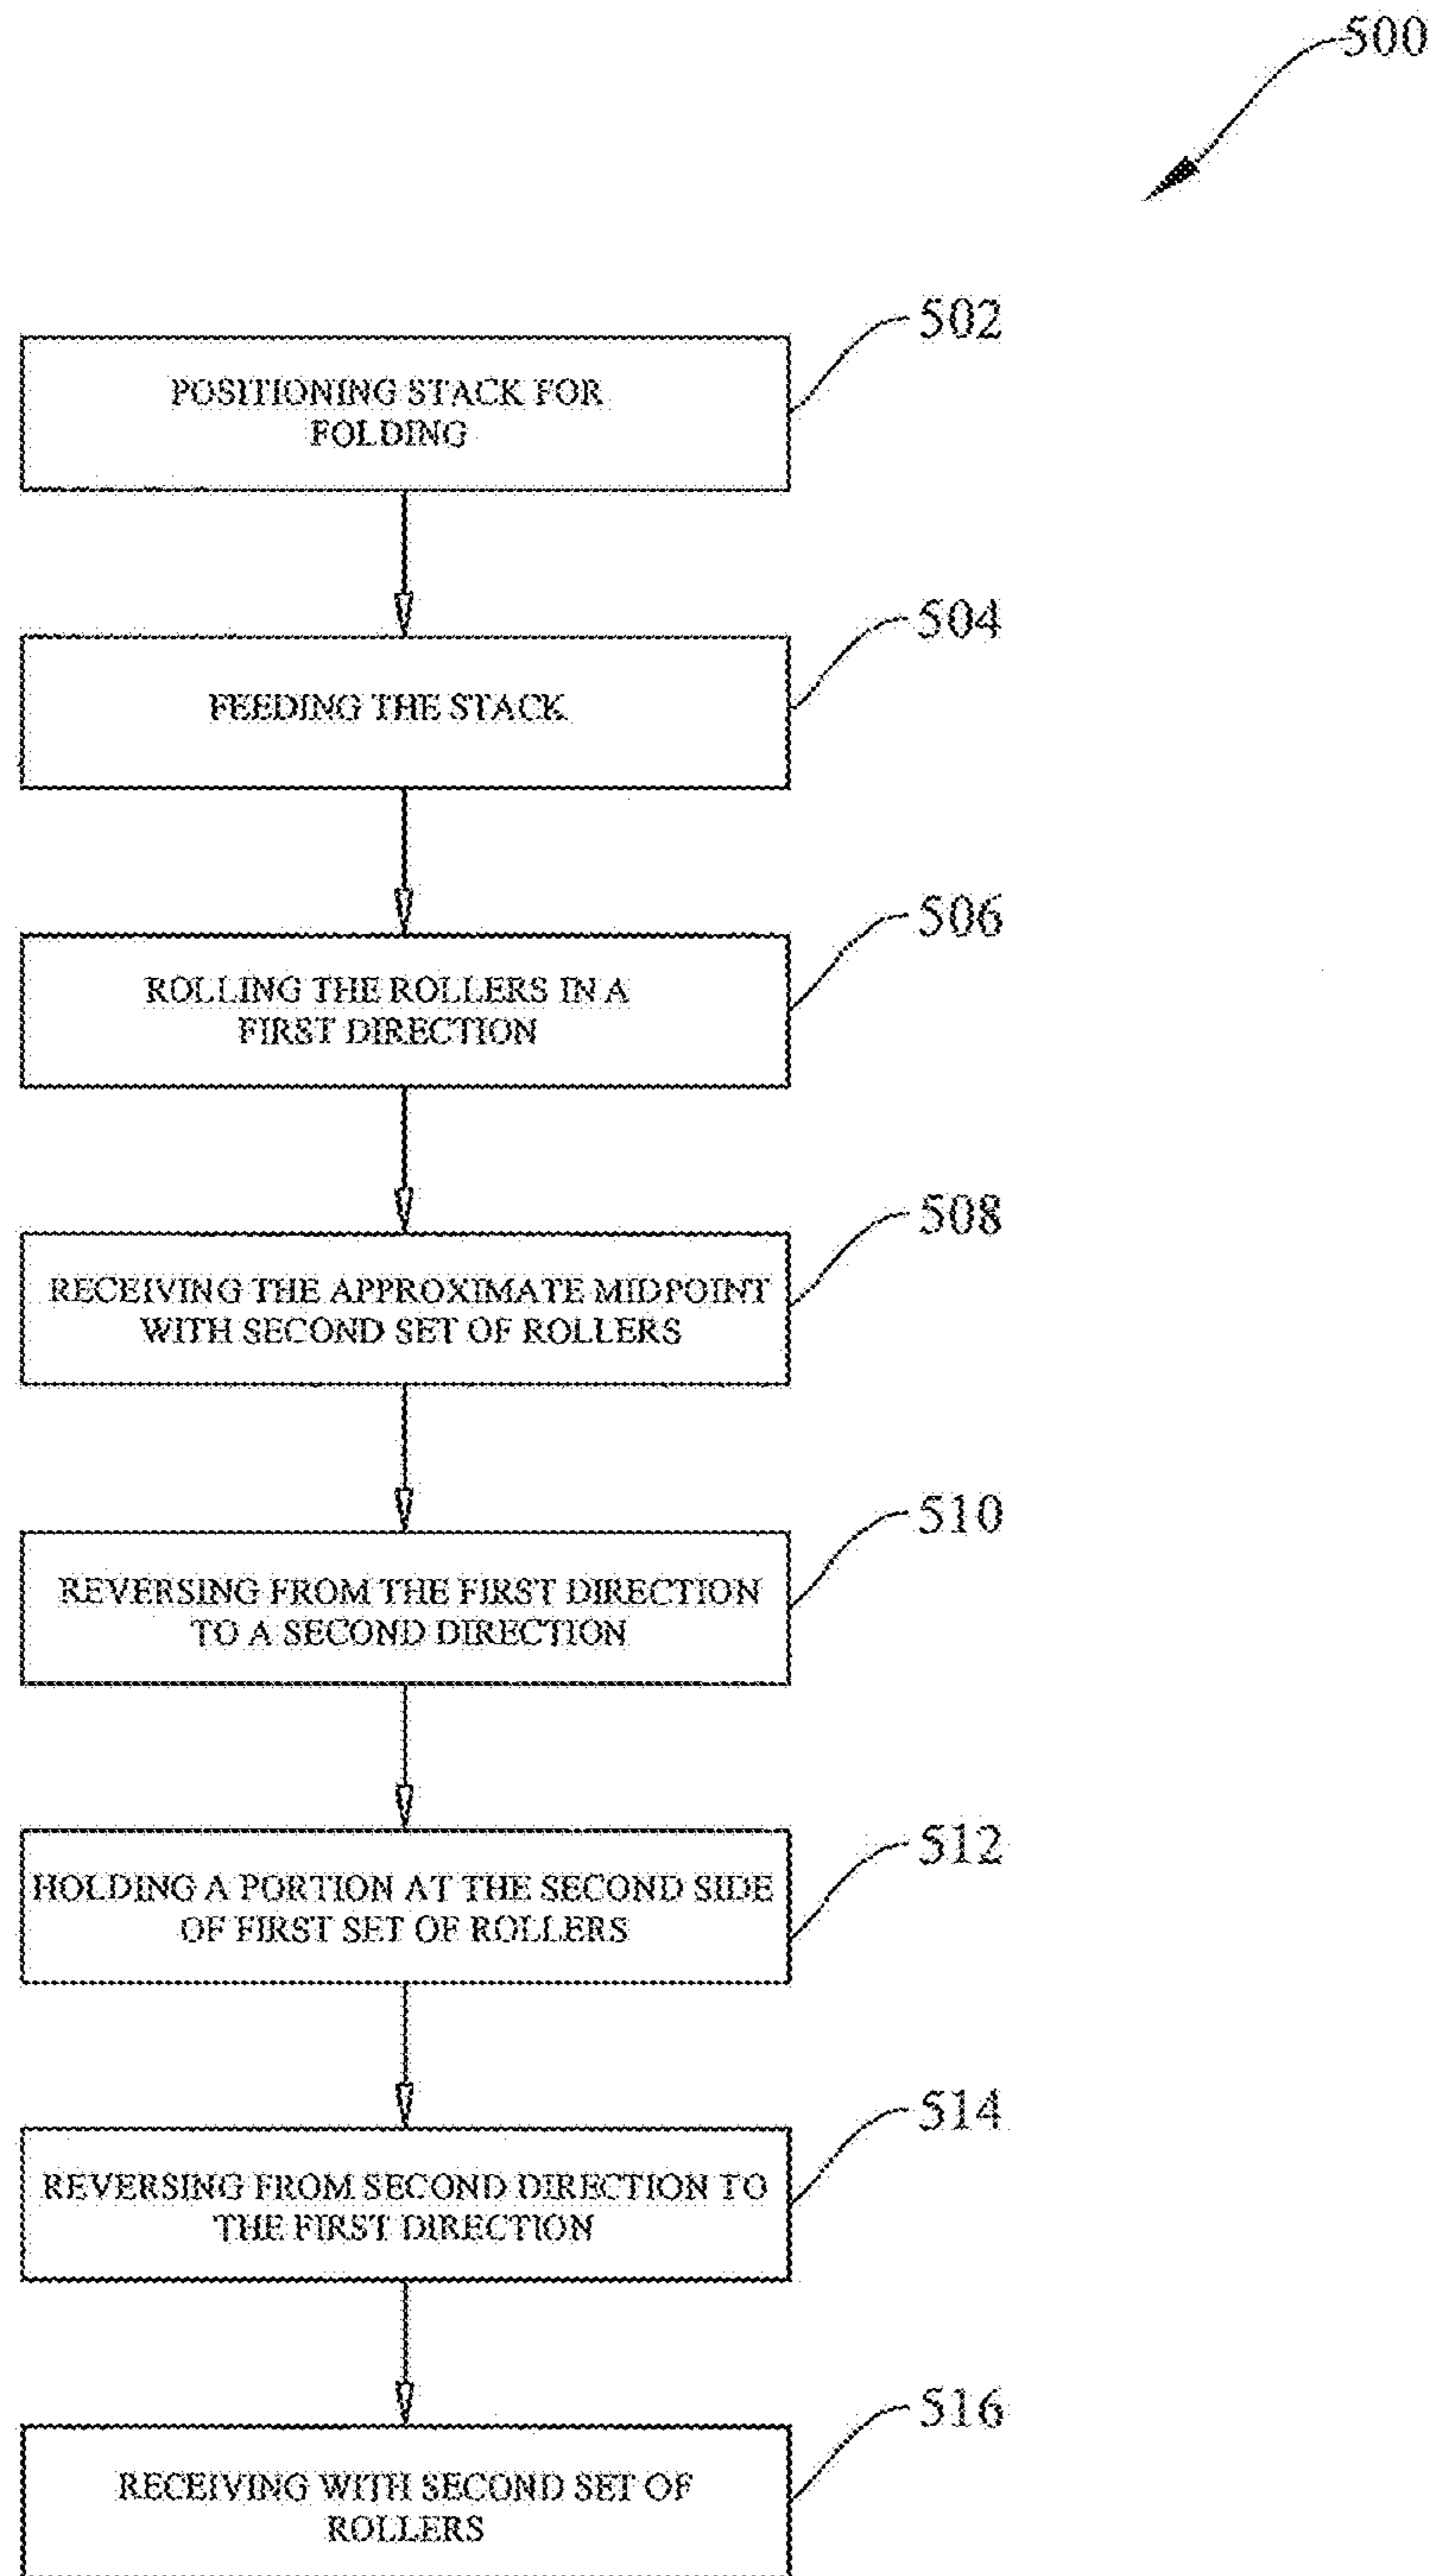 500
502
POSITIONING STACK FOR
FOLDING
504
FEEDING THE STACK
506
ROLLING THE ROLLERS IN A
FIRST DIRECTION
508
RECEIVING THE APPROXIMATE MIDPOINT
WITH SECOND SET OF ROLLERS
510
REVERSING FROM THE FIRST DIRECTION
TO A SECOND DIRECTION
512
HOLDING A PORTION AT THE SECOND SIDE
OF FIRST SET OF ROLLERS
514
REVERSING FROM SECOND DIRECTION TO
THE FIRST DIRECTION
516
RECEIVING WITH SECOND SET OF
ROLLERS